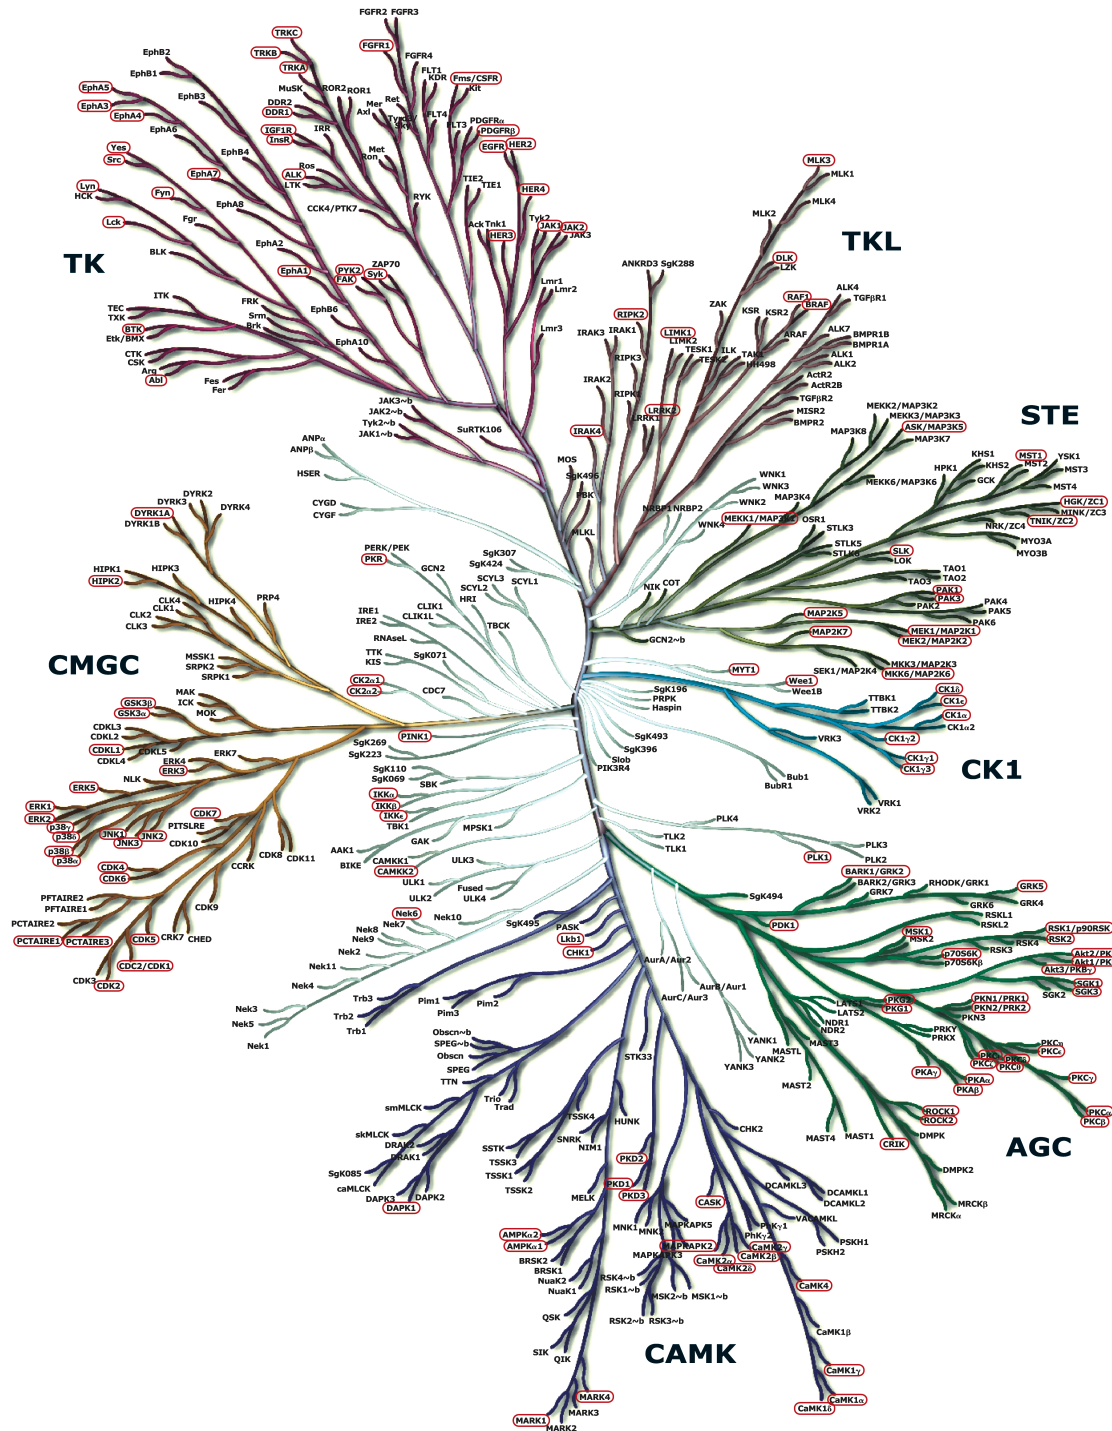 FGFR2 FGFR3
TRKC
EphB2
FGFR1
TRKB
FGFR4
TRKA
EphB1
FLT1
KDR
Fms/CSFR
Kit
EphA5
MuSK
ROR2
ROR1
EphB3
DDR2
Mer
Ret
EphA3
DDR1
Axl
EphA4
Tyro3/
Sky
FLT4
PDGFRα
FLT3
PDGFRβ
EphA6
IGF1R
IRR
InsR
HER2
EGFR
Yes
EphB4
Met
Ron
Src
MLK3
EphA7
Ros
ALK
MLK1
LTK
TIE2
TIE1
Lyn
HCK
Fyn
RYK
HER4
EphA8
CCK4/PTK7
MLK4
Lck
Fgr
MLK2
Ack
Tnk1
Tyk2
JAK1
JAK2
HER3
JAK3
TKL
BLK
EphA2
TK
EphA1
PYK2
ZAP70
FAK
Syk
ANKRD3
SgK288
DLK
LZK
Lmr1
Lmr2
ITK
FRK
EphB6
ZAK
RAF1
BRAF
ALK4
TGFβR1
TEC
TXK
Srm
Brk
RIPK2
KSR
KSR2
BTK
Etk/BMX
Lmr3
IRAK3
IRAK1
LIMK1
LIMK2
ARAF
ALK7
BMPR1B
BMPR1A
EphA10
TESK1
ILK
TAK1
CTK
CSK
RIPK3
TESK2
HH498
ALK1
ALK2
Arg
Abl
Fes
Fer
IRAK2
RIPK1
ActR2
ActR2B
JAK3~b
JAK2~b
Tyk2~b
JAK1~b
LRRK2
LRRK1
TGFβR2
MISR2
BMPR2
MEKK2/MAP3K2
MEKK3/MAP3K3
ASK/MAP3K5
STE
SuRTK106
IRAK4
MAP3K8
MAP3K7
ANPα
ANPβ
MOS
KHS1
KHS2
MST1
YSK1
HSER
SgK496
WNK1
WNK3
MEKK6/MAP3K6
HPK1
GCK
MST2
MST3
MST4
DYRK2
DYRK3
DYRK4
CYGD
CYGF
PBK
WNK2
MAP3K4
HGK/ZC1
MINK/ZC3
TNIK/ZC2
DYRK1A
DYRK1B
NRBP1
NRBP2
MEKK1/MAP3K1
OSR1
NRK/ZC4
WNK4
STLK3
MLKL
STLK5
STLK6
MYO3A
MYO3B
PERK/PEK
PKR
SgK307
SgK424
SLK
LOK
HIPK1
HIPK2
HIPK3
GCN2
SCYL3
SCYL2
SCYL1
NIK
COT
TAO1
TAO2
TAO3
PAK1
PAK3
CLK4
CLK1
HIPK4
PRP4
CLIK1
CLIK1L
HRI
PAK2
PAK4
PAK5
PAK6
CLK2
CLK3
IRE1
IRE2
TBCK
MAP2K5
MAP2K7
MEK1/MAP2K1
MEK2/MAP2K2
RNAseL
GCN2~b
CMGC
MSSK1
SRPK2
SRPK1
TTK
KIS
SgK071
MYT1
SEK1/MAP2K4
MKK3/MAP2K3
MKK6/MAP2K6
CK2α1
CK2α2
CDC7
Wee1
Wee1B
SgK196
PRPK
Haspin
CK1δ
CK1ε
TTBK1
TTBK2
MAK
ICK
MOK
GSK3β
GSK3α
CK1α
CK1α2
CDKL3
CDKL2
CDKL1
CDKL5
CDKL4
PINK1
SgK493
SgK396
Slob
PIK3R4
VRK3
CK1γ2
SgK269
SgK223
ERK7
ERK4
ERK3
SgK110
SgK069
SBK
CK1γ1
CK1γ3
CK1
Bub1
BubR1
NLK
ERK5
IKKα
IKKβ
IKKε
TBK1
MPSK1
VRK2
VRK1
ERK1
ERK2
p38γ
p38δ
p38β
p38α
JNK1
JNK3
JNK2
CDK7
PITSLRE
CDK10
PLK4
TLK2
TLK1
PLK3
PLK2
PLK1
GAK
AAK1
BIKE
CAMKK1
CAMKK2
ULK3
CDK8
CDK11
CCRK
CDK4
CDK6
ULK1
ULK2
Fused
ULK4
BARK1/GRK2
BARK2/GRK3
GRK7
RHODK/GRK1
GRK5
GRK6
GRK4
SgK494
PFTAIRE2
PFTAIRE1
CDK9
PCTAIRE2
PCTAIRE1
PCTAIRE3
CDK5
CRK7
CHED
Nek6
Nek7
Nek10
Nek8
Nek9
Nek2
SgK495
PASK
Lkb1
CHK1
PDK1
RSKL1
RSKL2
RSK1/p90RSK
RSK2
MSK1
MSK2
RSK4
RSK3
p70S6K
p70S6Kβ
CDC2/CDK1
CDK3
CDK2
Nek11
Nek4
Nek3
Nek5
Nek1
AurA/Aur2
AurB/Aur1
AurC/Aur3
Akt2/PK
Akt1/PK
Akt3/PKBγ
SGK1
SGK3
SGK2
Trb3
Trb2
Trb1
Pim1
Pim2
Pim3
LATS1
LATS2
NDR1
NDR2
PKG2
PKG1
PKN1/PRK1
PKN2/PRK2
PKN3
MAST3
MASTL
PRKY
PRKX
Obscn~b
SPEG~b
Obscn
SPEG
TTN
STK33
YANK1
YANK2
YANK3
MAST2
PKCη
PKCε
PKCθ
PKAγ
PKAα
PKAβ
PKCγ
PKCα
PKCβ
Trio
Trad
smMLCK
TSSK4
HUNK
SNRK
NIM1
MAST4
MAST1
ROCK1
ROCK2
DMPK
CRIK
AGC
skMLCK
DRAK2
DRAK1
SSTK
TSSK3
TSSK1
TSSK2
CHK2
PKD2
PKD1
PKD3
SgK085
caMLCK
DAPK3
DAPK2
DAPK1
MELK
DCAMKL3
DCAMKL1
DCAMKL2
CASK
VACAMKL
DMPK2
MRCKβ
MRCKα
AMPKα2
AMPKα1
MNK1
MNK2
MAPKAPK5
MAPKAPK2
MAPKAPK3
PhKγ1
PhKγ2
PSKH1
PSKH2
CaMK2γ
CaMK2β
CaMK2α
CaMK2δ
BRSK2
BRSK1
NuaK2
NuaK1
RSK4~b
RSK1~b
MSK2~b
MSK1~b
RSK2~b
RSK3~b
CaMK4
QSK
SIK
QIK
CaMK1β
CAMK
CaMK1γ
CaMK1α
CaMK1δ
MARK4
MARK3
MARK1
MARK2